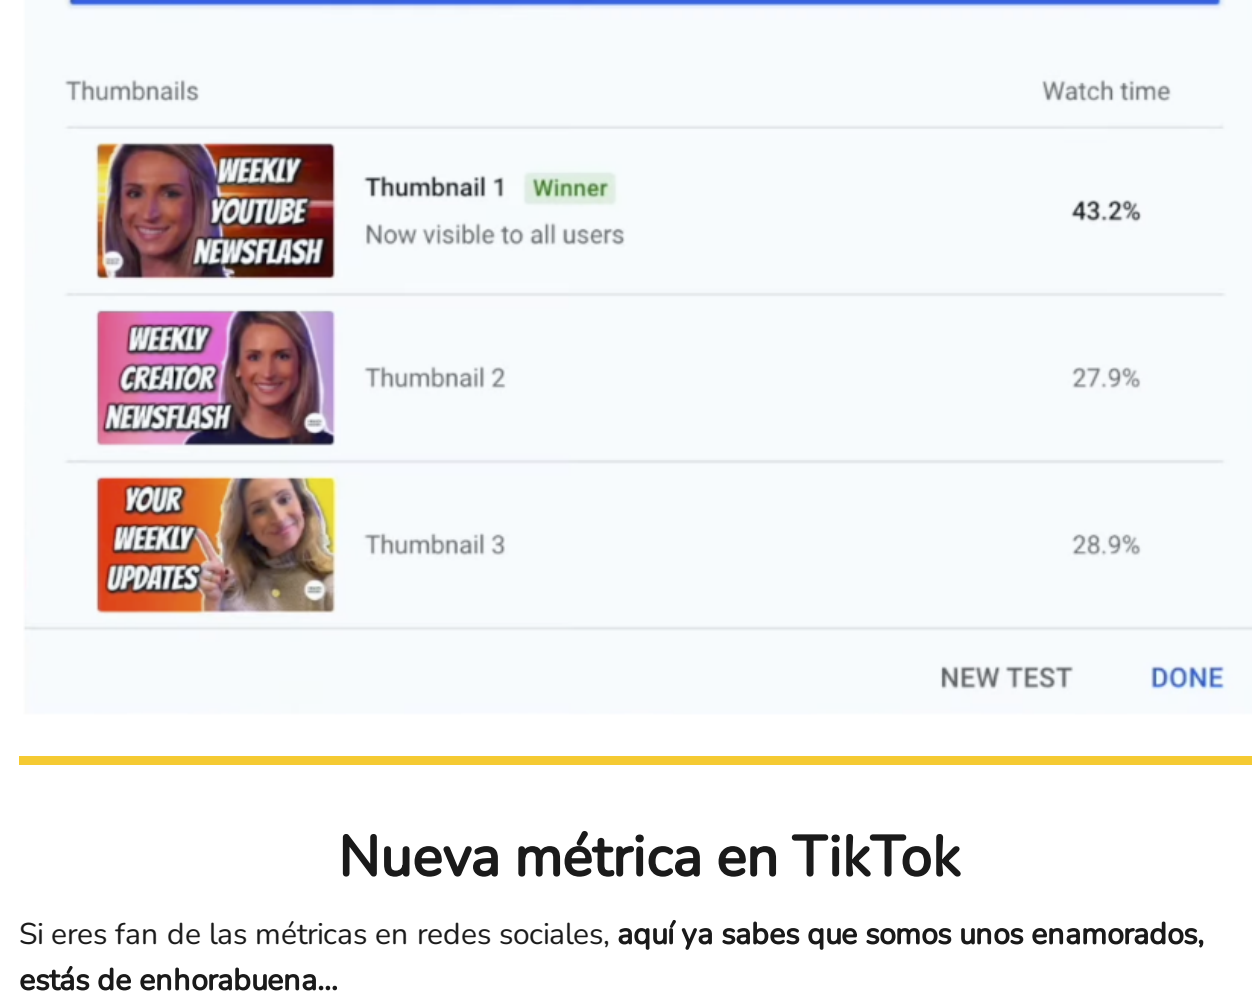 Thumbnails Watch time
WEEKLY
YOUTUBE
NEWSFLASH
Thumbnail 1 Winner
Now visible to all users
43.2%
WEEKLY
CREATOR
NEWSFLASH
Thumbnail 2
27.9%
YOUR
WEEKLY
UPDATES
Thumbnail 3
28.9%
NEW TEST DONE
Nueva métrica en TikTok
Si eres fan de las métricas en redes sociales, aquí ya sabes que somos unos enamorados,
estás de enhorabuena...